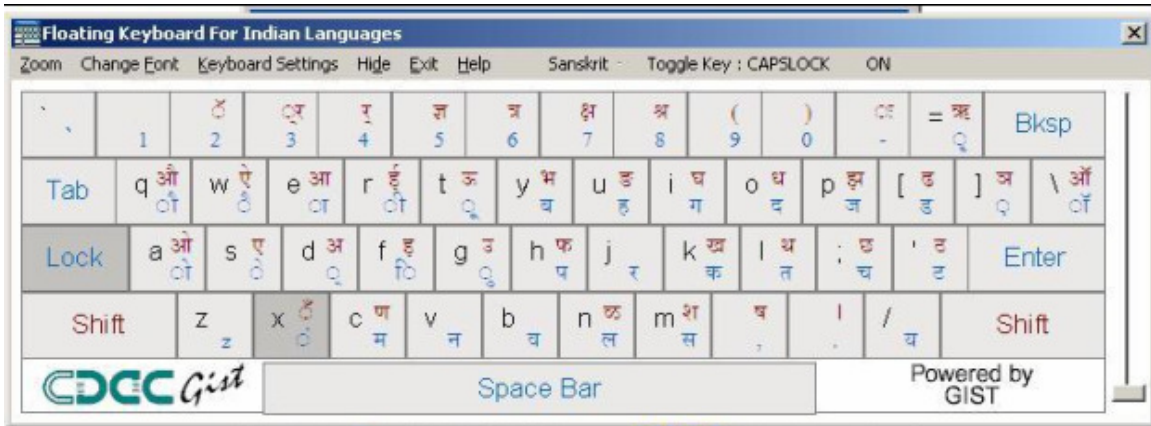 Floating Keyboard For Indian Languages
Zoom Change Font Keyboard Settings Hide Exit Help Sanskrit - Toggle Key : CAPSLOCK ON
` ` 1 ॅ 2 ्र 3 र् 4 ज्ञ 5 त्र 6 क्ष 7 श्र 8 ( 9 ) 0 ः - = ऋ ृ Bksp
Tab q औ ौ w ऐ ै e आ ा r ई ी t ऊ ू y भ ब u ङ ह i घ ग o ध द p झ ज [ ढ ड ] ञ ़ \ ऑ ॉ
Lock a ओ ो s ए े d अ ् f इ ि g उ ु h फ प j र k ख क l थ त ; छ च ' ठ ट Enter
Shift z z x ँ ं c ण म v न b व n ळ ल m श स ष , । . / य Shift
CDAC Gist Space Bar Powered by
GIST